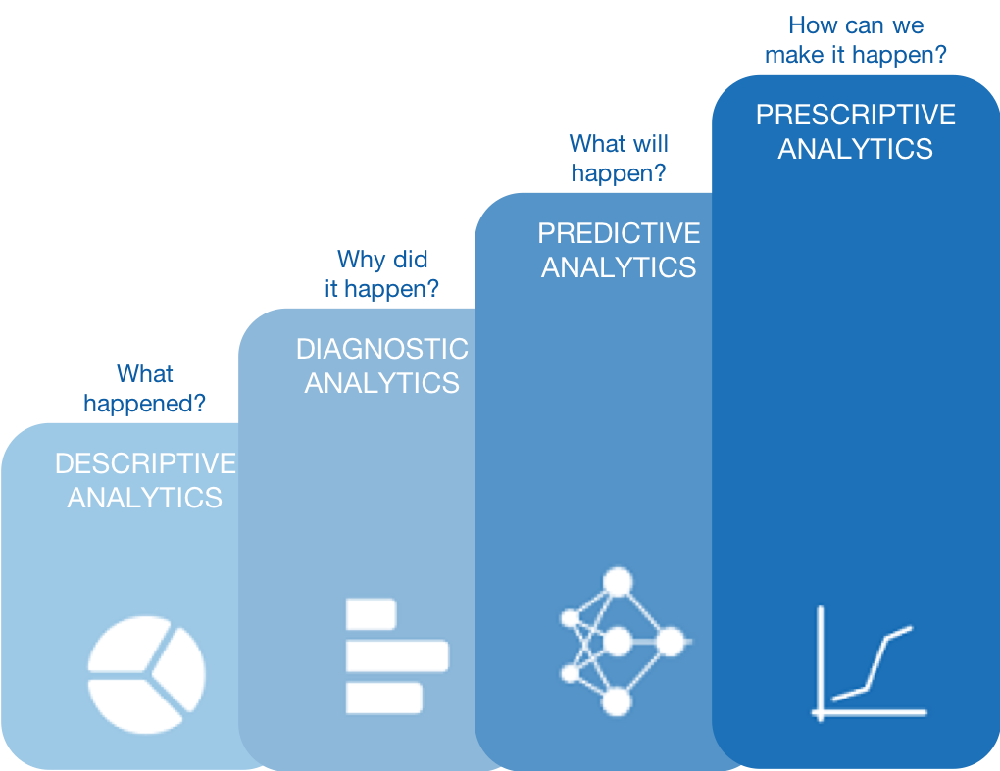 How can we
make it happen?
PRESCRIPTIVE
ANALYTICS
What will
happen?
PREDICTIVE
ANALYTICS
Why did
it happen?
DIAGNOSTIC
ANALYTICS
What
happened?
DESCRIPTIVE
ANALYTICS